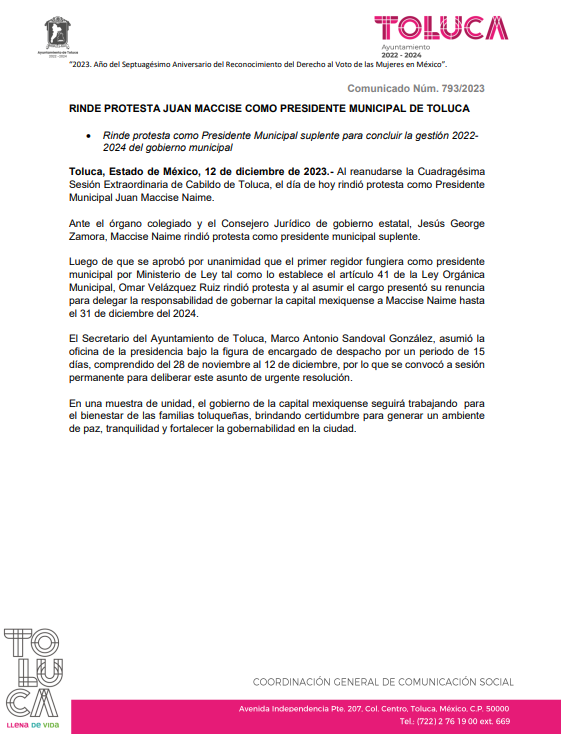 Ayuntamiento de Toluca
2022 - 2024
TOLUCA
Ayuntamiento
2022 - 2024
"2023. Año del Septuagésimo Aniversario del Reconocimiento del Derecho al Voto de las Mujeres en México".
Comunicado Núm. 793/2023
RINDE PROTESTA JUAN MACCISE COMO PRESIDENTE MUNICIPAL DE TOLUCA
• Rinde protesta como Presidente Municipal suplente para concluir la gestión 2022-
2024 del gobierno municipal
Toluca, Estado de México, 12 de diciembre de 2023.- Al reanudarse la Cuadragésima
Sesión Extraordinaria de Cabildo de Toluca, el día de hoy rindió protesta como Presidente
Municipal Juan Maccise Naime.
Ante el órgano colegiado y el Consejero Jurídico de gobierno estatal, Jesús George
Zamora, Maccise Naime rindió protesta como presidente municipal suplente.
Luego de que se aprobó por unanimidad que el primer regidor fungiera como presidente
municipal por Ministerio de Ley tal como lo establece el artículo 41 de la Ley Orgánica
Municipal, Omar Velázquez Ruiz rindió protesta y al asumir el cargo presentó su renuncia
para delegar la responsabilidad de gobernar la capital mexiquense a Maccise Naime hasta
el 31 de diciembre del 2024.
El Secretario del Ayuntamiento de Toluca, Marco Antonio Sandoval González, asumió la
oficina de la presidencia bajo la figura de encargado de despacho por un periodo de 15
días, comprendido del 28 de noviembre al 12 de diciembre, por lo que se convocó a sesión
permanente para deliberar este asunto de urgente resolución.
En una muestra de unidad, el gobierno de la capital mexiquense seguirá trabajando para
el bienestar de las familias toluqueñas, brindando certidumbre para generar un ambiente
de paz, tranquilidad y fortalecer la gobernabilidad en la ciudad.
TO
LU
CA
LLENA DE VIDA
COORDINACIÓN GENERAL DE COMUNICACIÓN SOCIAL
Avenida Independencia Pte. 207, Col. Centro, Toluca, México. C.P. 50000
Tel.: (722) 2 76 19 00 ext. 669